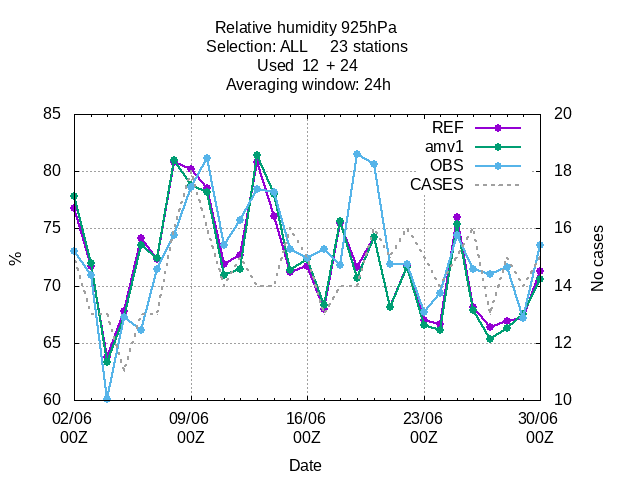 Relative humidity 925hPa
Selection: ALL 23 stations
Used 12 + 24
Averaging window: 24h
85 20
REF
amv1
OBS
CASES
80 18
75 16
70 14
65 12
60 10
%
No cases
02/06 09/06 16/06 23/06 30/06
00Z 00Z 00Z 00Z 00Z
Date